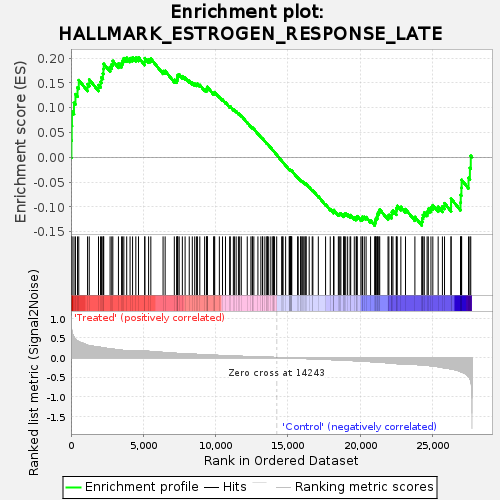 Enrichment plot:
HALLMARK_ESTROGEN_RESPONSE_LATE
Enrichment score (ES)
0.20
0.15
0.10
0.05
0.00
-0.05
-0.10
-0.15
'Treated' (positively correlated)
Ranked list metric (Signal2Noise)
1.0
0.5
0.0
-0.5
-1.0
-1.5
Zero cross at 14243
'Control' (negatively correlated)
0
5,000
10,000
15,000
20,000
25,000
Rank in Ordered Dataset
Enrichment profile
Hits
Ranking metric scores